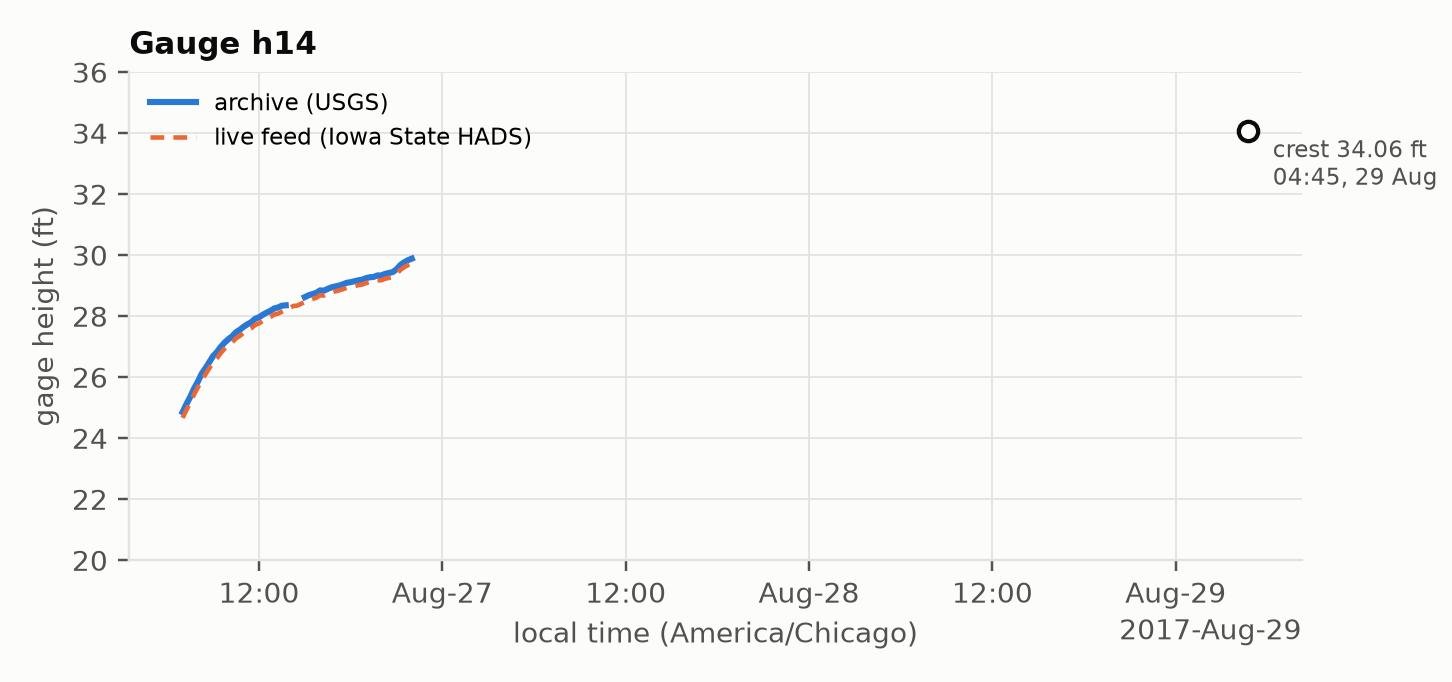 Gauge h14
archive (USGS)
live feed (Iowa State HADS)
crest 34.06 ft
04:45, 29 Aug
gage height (ft)
36
34
32
30
28
26
24
22
20
12:00
Aug-27
12:00
Aug-28
12:00
Aug-29
local time (America/Chicago)
2017-Aug-29